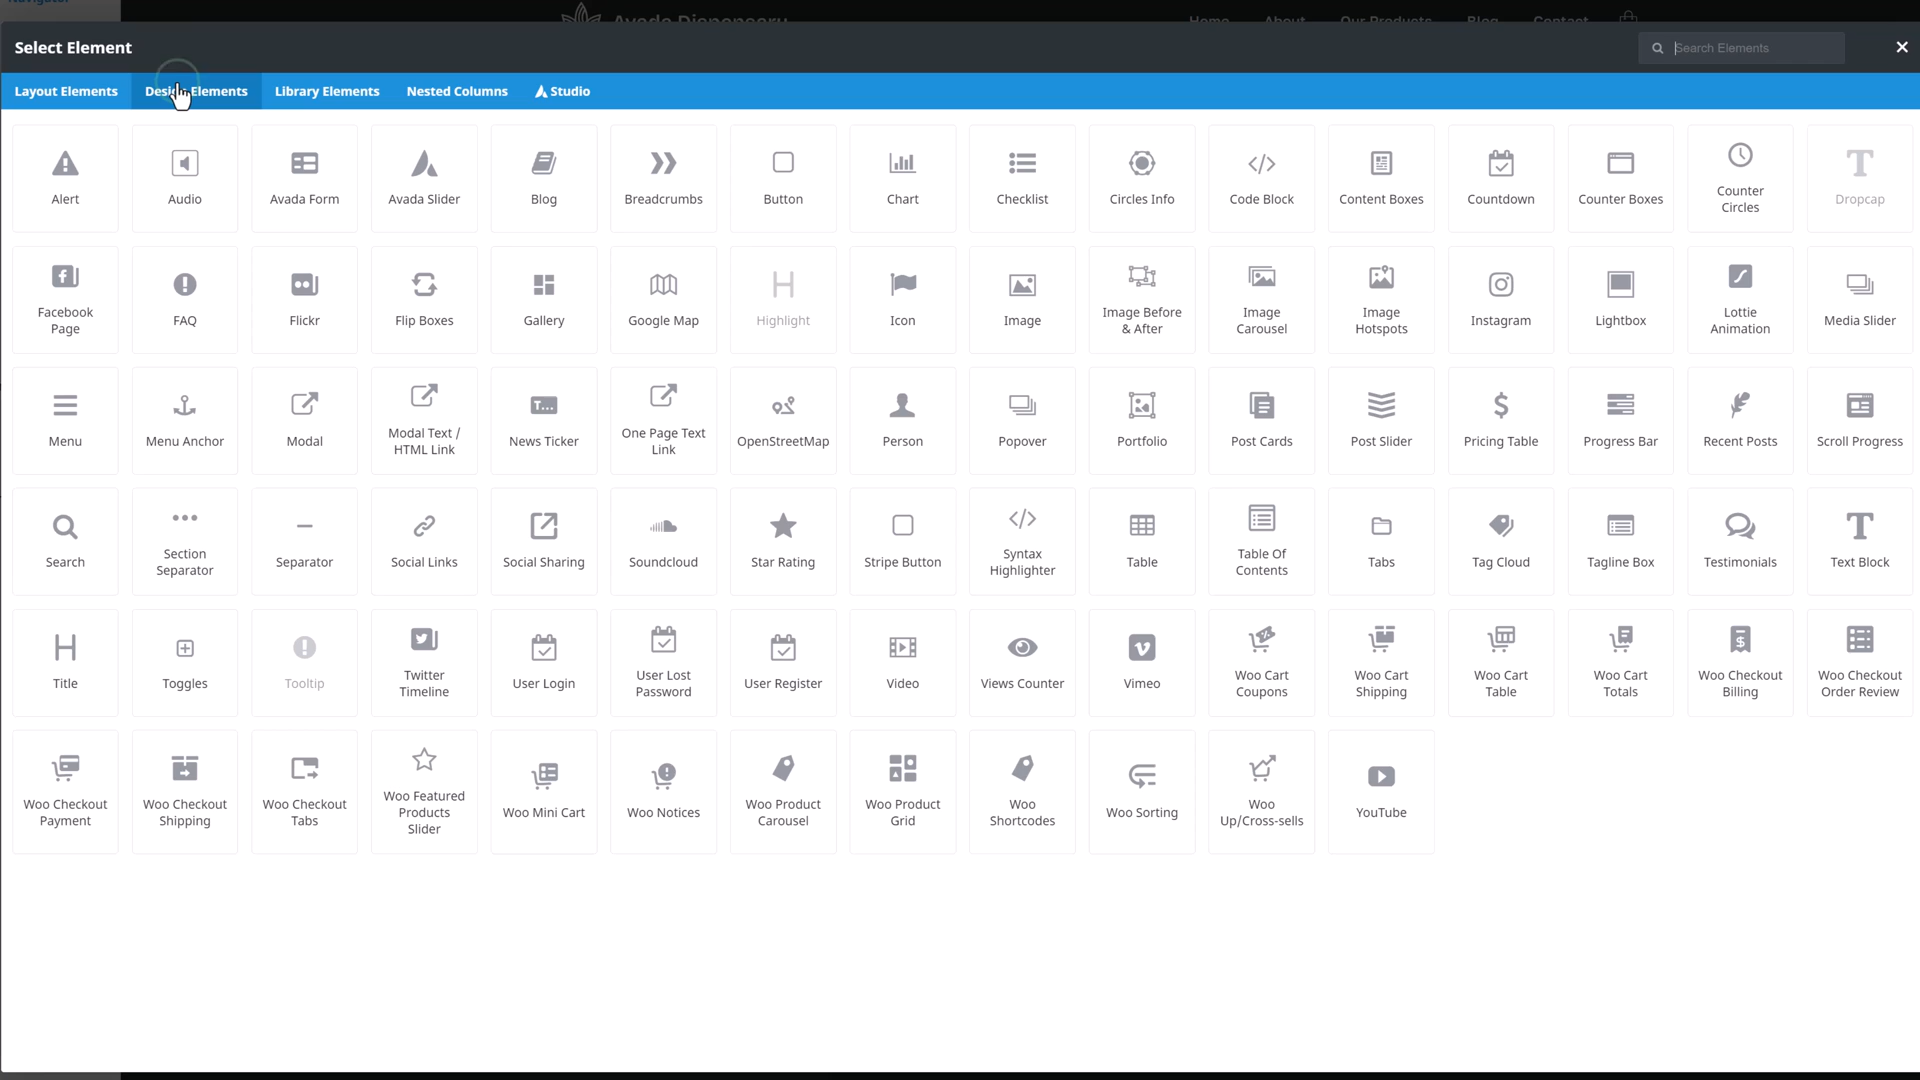 Navigator
Avada Dispensary
Home About Our Products Blog Contact
Select Element
Search Elements
Layout Elements Design Elements Library Elements Nested Columns Studio
Alert Audio Avada Form Avada Slider Blog Breadcrumbs Button Chart Checklist Circles Info Code Block Content Boxes Countdown Counter Boxes Counter Circles Dropcap
Facebook Page FAQ Flickr Flip Boxes Gallery Google Map Highlight Icon Image Image Before & After Image Carousel Image Hotspots Instagram Lightbox Lottie Animation Media Slider
Menu Menu Anchor Modal Modal Text / HTML Link News Ticker One Page Text Link OpenStreetMap Person Popover Portfolio Post Cards Post Slider Pricing Table Progress Bar Recent Posts Scroll Progress
Search Section Separator Separator Social Links Social Sharing Soundcloud Star Rating Stripe Button Syntax Highlighter Table Table Of Contents Tabs Tag Cloud Tagline Box Testimonials Text Block
Title Toggles Tooltip Twitter Timeline User Login User Lost Password User Register Video Views Counter Vimeo Woo Cart Coupons Woo Cart Shipping Woo Cart Table Woo Cart Totals Woo Checkout Billing Woo Checkout Order Review
Woo Checkout Payment Woo Checkout Shipping Woo Checkout Tabs Woo Featured Products Slider Woo Mini Cart Woo Notices Woo Product Carousel Woo Product Grid Woo Shortcodes Woo Sorting Woo Up/Cross-sells YouTube